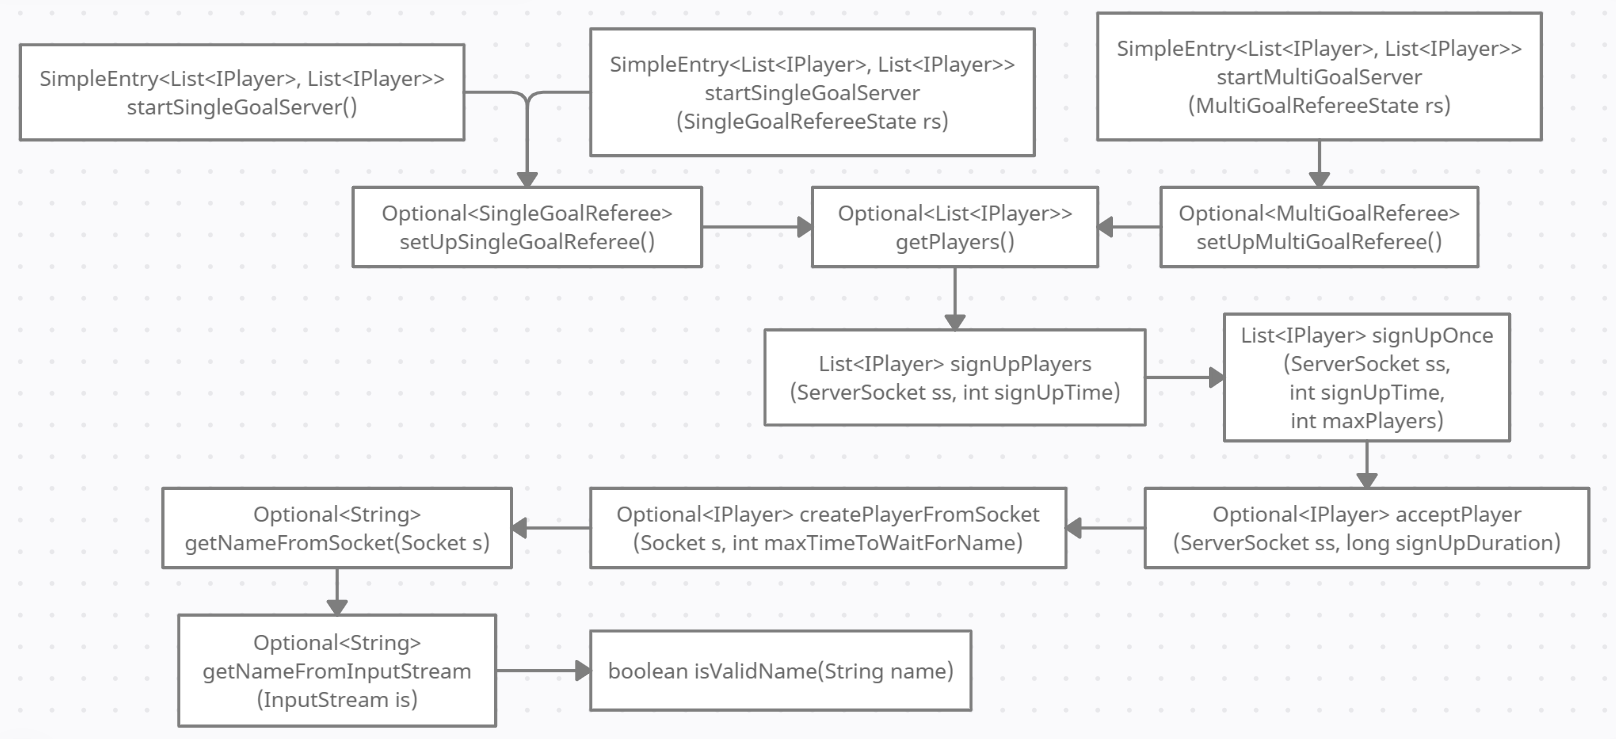 SimpleEntry<List<IPlayer>, List<IPlayer>>
startSingleGoalServer()
SimpleEntry<List<IPlayer>, List<IPlayer>>
startSingleGoalServer
(SingleGoalRefereeState rs)
SimpleEntry<List<IPlayer>, List<IPlayer>>
startMultiGoalServer
(MultiGoalRefereeState rs)
Optional<SingleGoalReferee>
setUpSingleGoalReferee()
Optional<List<IPlayer>>
getPlayers()
Optional<MultiGoalReferee>
setUpMultiGoalReferee()
List<IPlayer> signUpPlayers
(ServerSocket ss, int signUpTime)
List<IPlayer> signUpOnce
(ServerSocket ss,
int signUpTime,
int maxPlayers)
Optional<String>
getNameFromSocket(Socket s)
Optional<IPlayer> createPlayerFromSocket
(Socket s, int maxTimeToWaitForName)
Optional<IPlayer> acceptPlayer
(ServerSocket ss, long signUpDuration)
Optional<String>
getNameFromInputStream
(InputStream is)
boolean isValidName(String name)